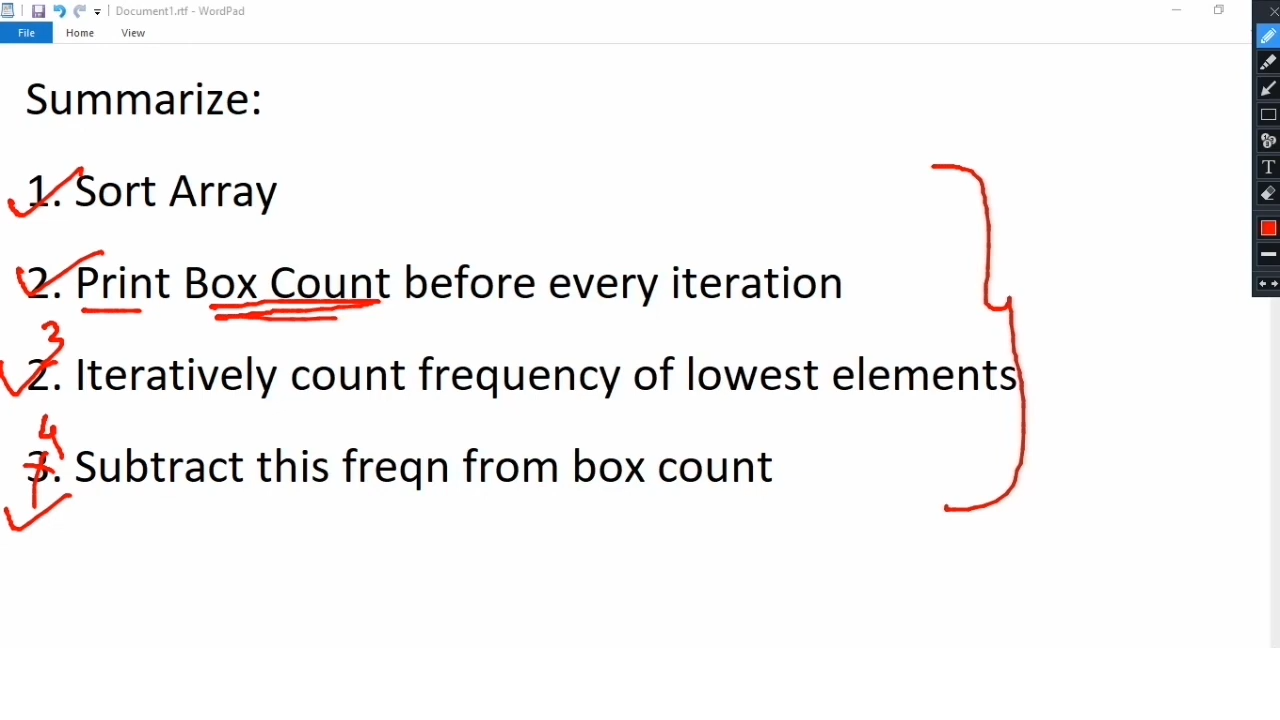 Document1.rtf - WordPad
File Home View
Summarize:
1. Sort Array
2. Print Box Count before every iteration
3
2. Iteratively count frequency of lowest elements
4
3. Subtract this freqn from box count
T